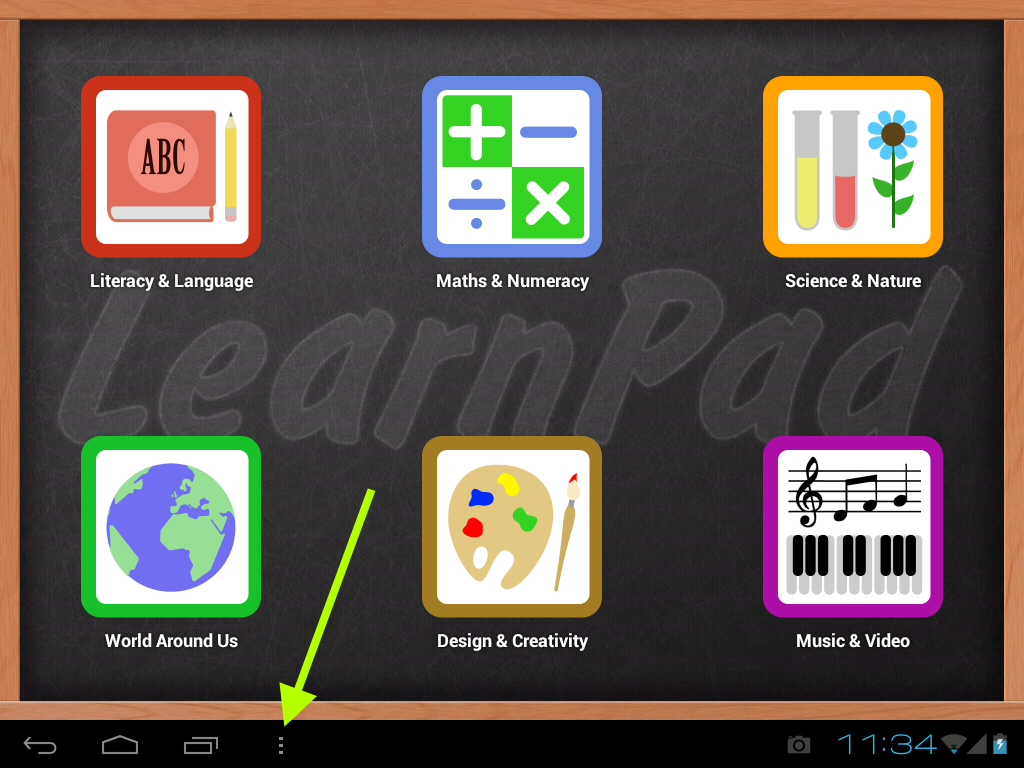 ABC
Literacy & Language
Maths & Numeracy
Science & Nature
LearnPad
World Around Us
Design & Creativity
Music & Video
11:34